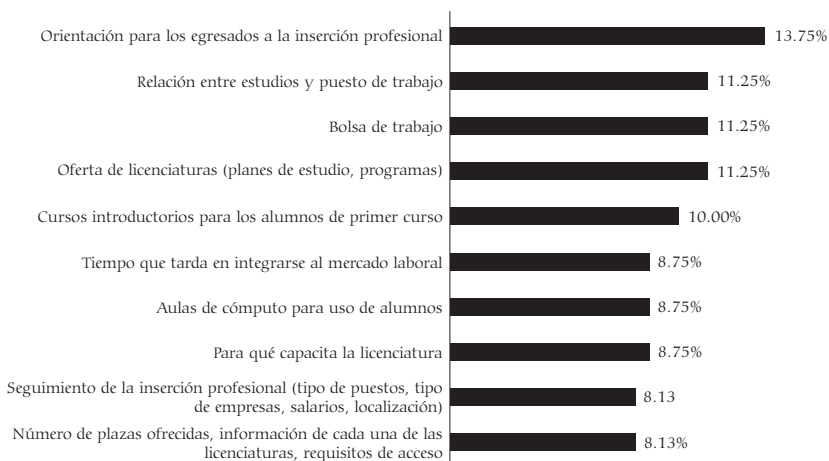 Orientación para los egresados a la inserción profesional 13.75%
Relación entre estudios y puesto de trabajo 11.25%
Bolsa de trabajo 11.25%
Oferta de licenciaturas (planes de estudio, programas) 11.25%
Cursos introductorios para los alumnos de primer curso 10.00%
Tiempo que tarda en integrarse al mercado laboral 8.75%
Aulas de cómputo para uso de alumnos 8.75%
Para qué capacita la licenciatura 8.75%
Seguimiento de la inserción profesional (tipo de puestos, tipo
de empresas, salarios, localización) 8.13
Número de plazas ofrecidas, información de cada una de las
licenciaturas, requisitos de acceso 8.13%